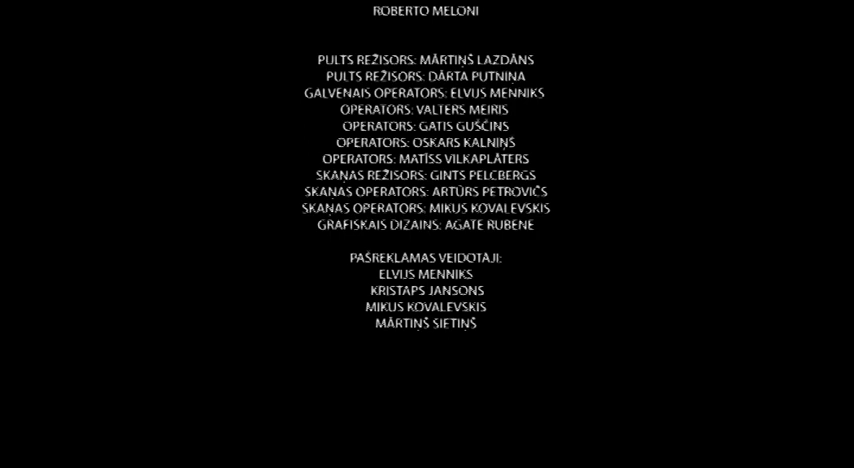 ROBERTO MELONI
PULTS REŽISORS: MĀRTIŅŠ LAZDĀNS
PULTS REŽISORS: DĀRTA PUTNIŅA
GALVENAIS OPERATORS: ELVIJS MENNIKS
OPERATORS: VALTERS MEIRIS
OPERATORS: GATIS GUŠČINS
OPERATORS: OSKARS KALNIŅŠ
OPERATORS: MATĪSS VILKAPLĀTERS
SKAŅAS REŽISORS: GINTS PELCBERGS
SKAŅAS OPERATORS: ARTŪRS PETROVIČS
SKAŅAS OPERATORS: MIKUS KOVALEVSKIS
GRAFISKAIS DIZAINS: AGATE RUBENE
PAŠREKLĀMAS VEIDOTĀJI:
ELVIJS MENNIKS
KRISTAPS JANSONS
MIKUS KOVALEVSKIS
MĀRTIŅŠ SIETIŅŠ